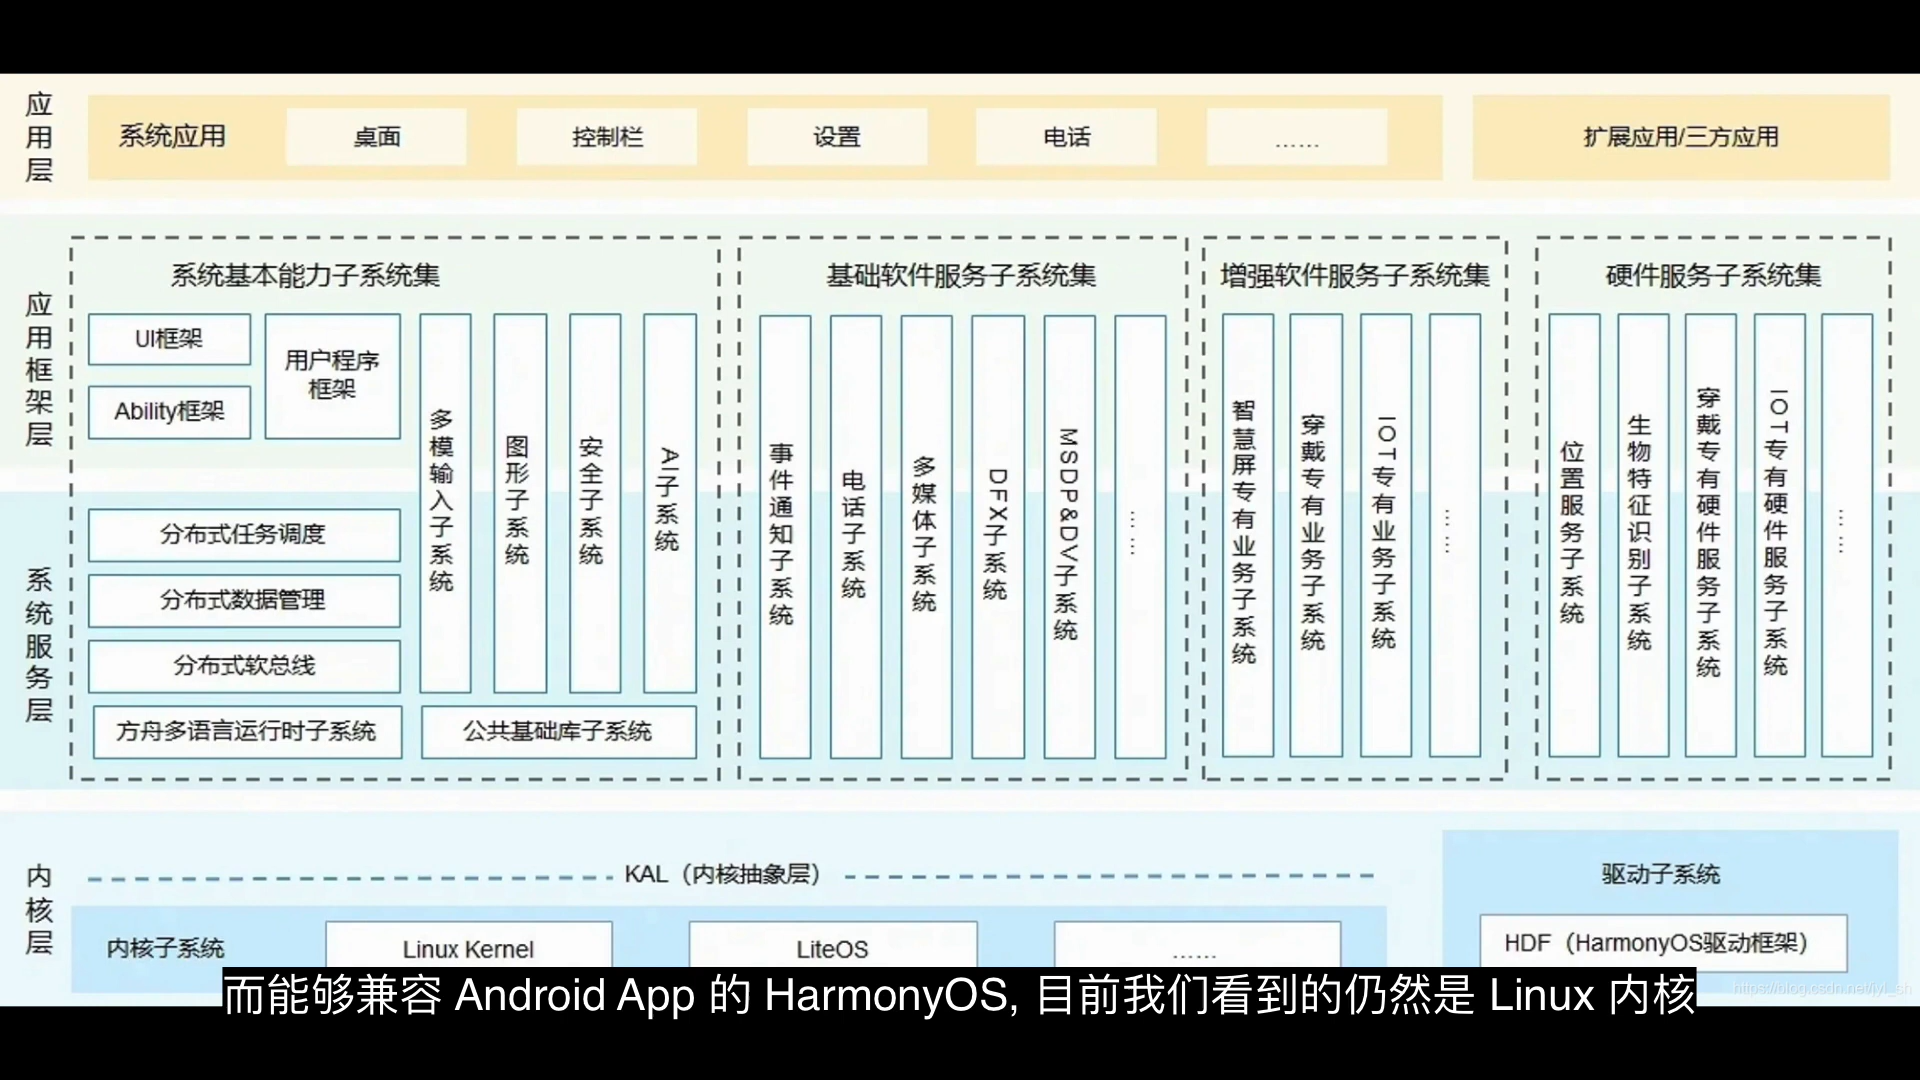 应用层
系统应用
桌面
控制栏
设置
电话
……
扩展应用/三方应用
应用框架层
系统基本能力子系统集
UI框架
Ability框架
用户程序
框架
多模输入子系统
图形子系统
安全子系统
AI子系统
基础软件服务子系统集
事件通知子系统
电话子系统
多媒体子系统
DFX子系统
MSDP&DV子系统
……
增强软件服务子系统集
智慧屏专有业务子系统
穿戴专有业务子系统
IOT专有业务子系统
……
硬件服务子系统集
位置服务子系统
生物特征识别子系统
穿戴专有硬件服务子系统
IOT专有硬件服务子系统
……
系统服务层
分布式任务调度
分布式数据管理
分布式软总线
方舟多语言运行时子系统
公共基础库子系统
内核层
KAL（内核抽象层）
内核子系统
Linux Kernel
LiteOS
……
驱动子系统
HDF（HarmonyOS驱动框架）
https://blog.csdn.net/jyl_sh
而能够兼容 Android App 的 HarmonyOS, 目前我们看到的仍然是 Linux 内核